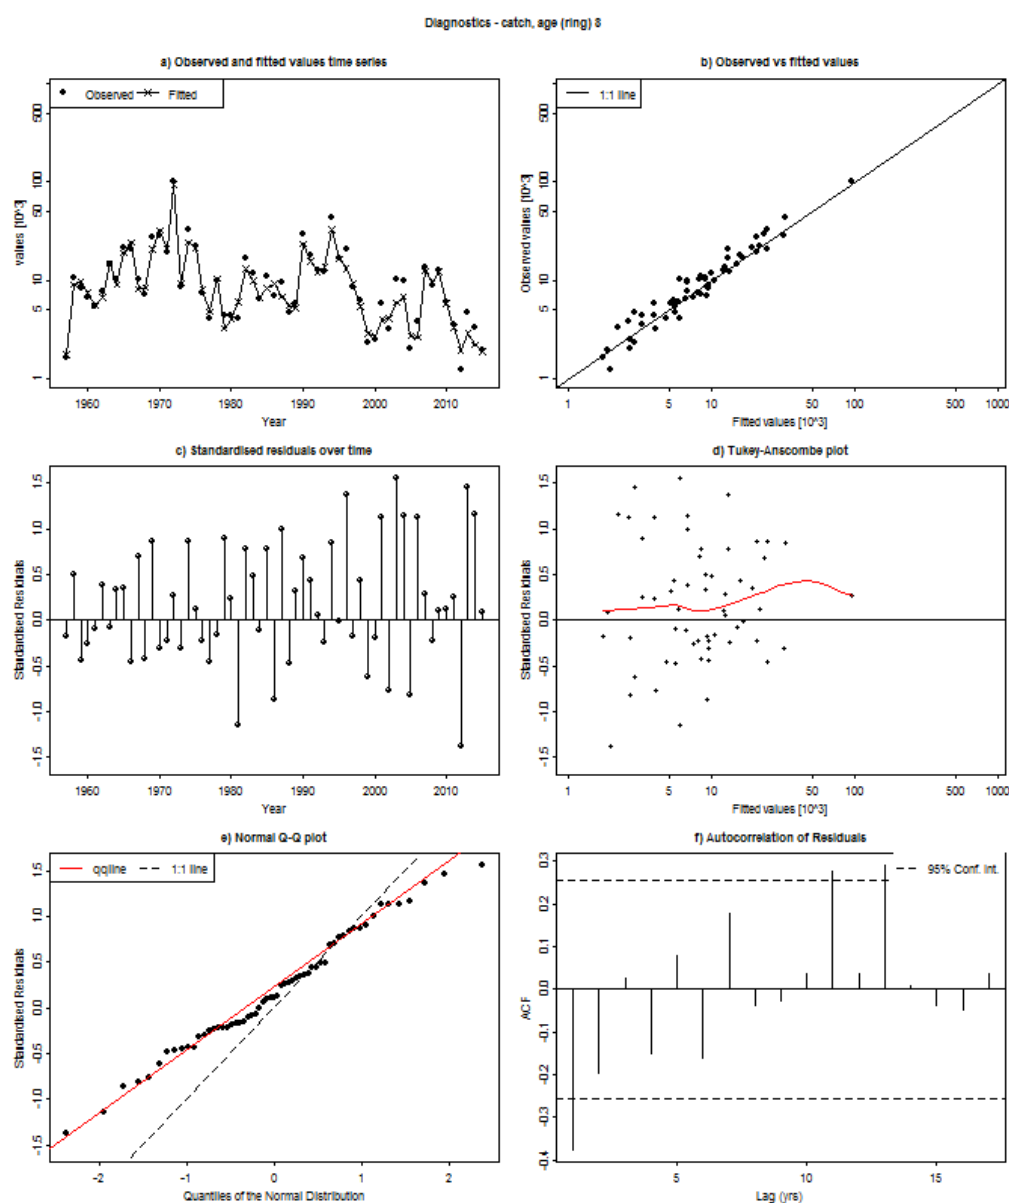 Diagnostics - catch, age (ring) 8
a) Observed and fitted values time series
Observed Fitted
values [10^3]
1 5 10 50 100 500
1960 1970 1980 1990 2000 2010
Year
b) Observed vs fitted values
1:1 line
Observed values [10^3]
1 5 10 50 100 500
1 5 10 50 100 500 1000
Fitted values [10^3]
c) Standardised residuals over time
Standardised Residuals
-1.5 -1.0 -0.5 0.0 0.5 1.0 1.5
1960 1970 1980 1990 2000 2010
Year
d) Tukey-Anscombe plot
Standardised Residuals
-1.5 -1.0 -0.5 0.0 0.5 1.0 1.5
1 5 10 50 100 500 1000
Fitted values [10^3]
e) Normal Q-Q plot
qqline 1:1 line
Standardised Residuals
-1.5 -1.0 -0.5 0.0 0.5 1.0 1.5
-2 -1 0 1 2
Quantiles of the Normal Distribution
f) Autocorrelation of Residuals
95% Conf. Int.
ACF
-0.4 -0.3 -0.2 -0.1 0.0 0.1 0.2 0.3
5 10 15
Lag (yrs)